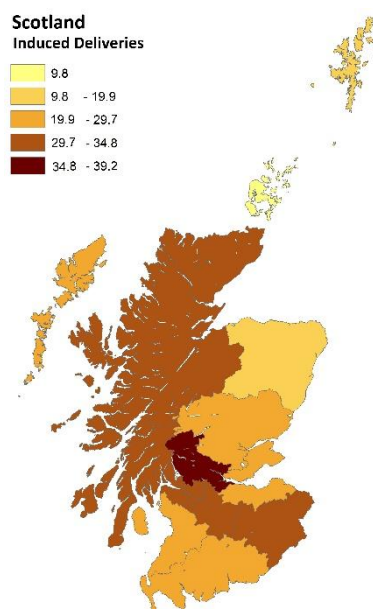 Scotland
Induced Deliveries
9.8
9.8 - 19.9
19.9 - 29.7
29.7 - 34.8
34.8 - 39.2